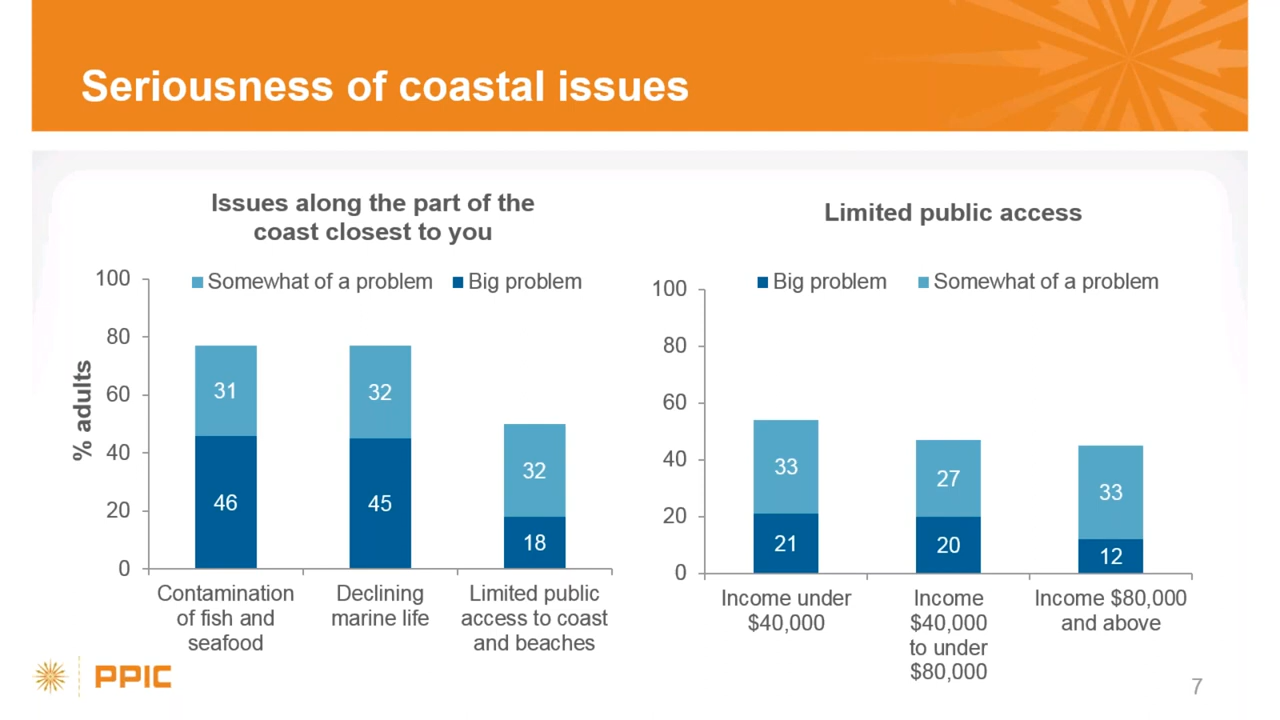 Seriousness of coastal issues
Issues along the part of the
coast closest to you
Somewhat of a problem
Big problem
% adults
100
80
60
40
20
0
31
46
32
45
32
18
Contamination
of fish and
seafood
Declining
marine life
Limited public
access to coast
and beaches
Limited public access
Big problem
Somewhat of a problem
100
80
60
40
20
0
33
21
27
20
33
12
Income under
$40,000
Income
$40,000
to under
$80,000
Income $80,000
and above
PPIC
7